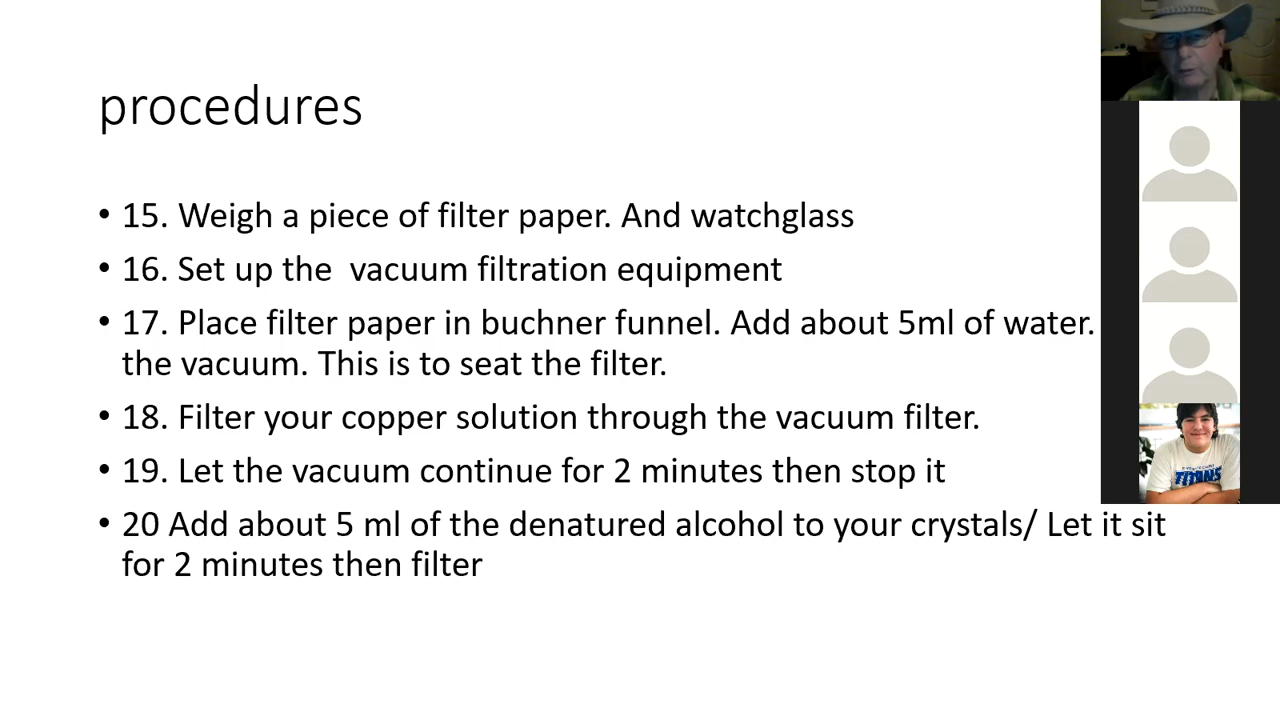 procedures
• 15. Weigh a piece of filter paper. And watchglass
• 16. Set up the  vacuum filtration equipment
• 17. Place filter paper in buchner funnel. Add about 5ml of water.
the vacuum. This is to seat the filter.
• 18. Filter your copper solution through the vacuum filter.
• 19. Let the vacuum continue for 2 minutes then stop it
• 20 Add about 5 ml of the denatured alcohol to your crystals/ Let it sit
for 2 minutes then filter
TITANS